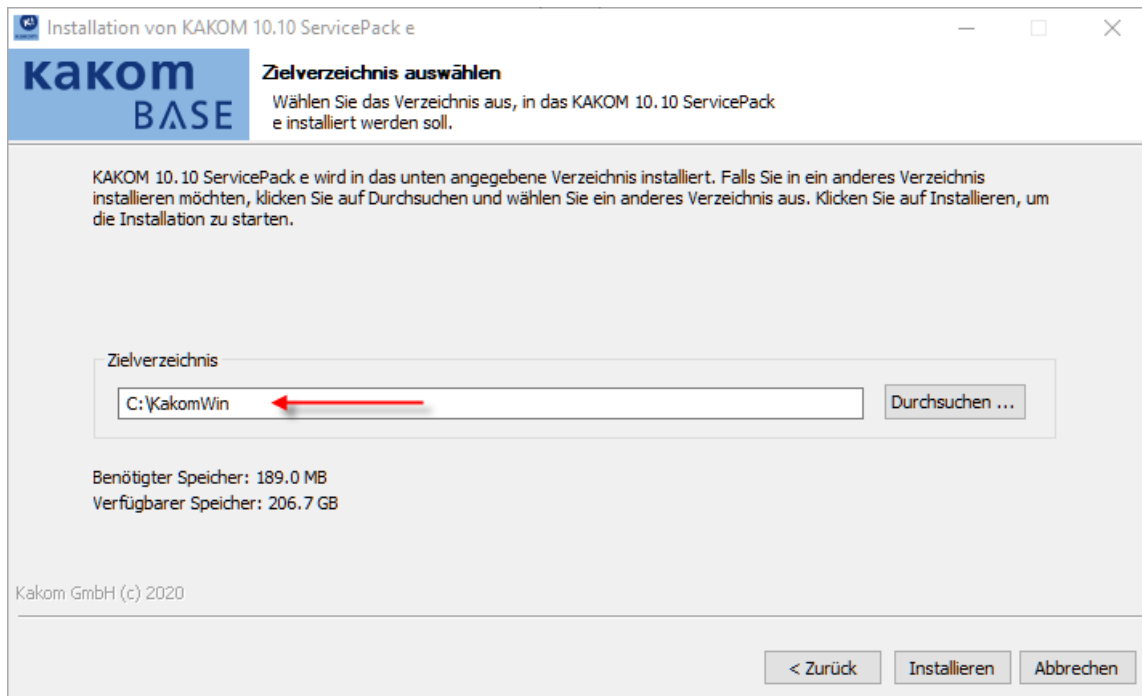 Installation von KAKOM 10.10 ServicePack e
kakom
BASE
Zielverzeichnis auswählen
Wählen Sie das Verzeichnis aus, in das KAKOM 10.10 ServicePack
e installiert werden soll.
KAKOM 10.10 ServicePack e wird in das unten angegebene Verzeichnis installiert. Falls Sie in ein anderes Verzeichnis
installieren möchten, klicken Sie auf Durchsuchen und wählen Sie ein anderes Verzeichnis aus. Klicken Sie auf Installieren, um
die Installation zu starten.
Zielverzeichnis
C:\KakomWin
Durchsuchen ...
Benötigter Speicher: 189.0 MB
Verfügbarer Speicher: 206.7 GB
Kakom GmbH (c) 2020
< Zurück
Installieren
Abbrechen